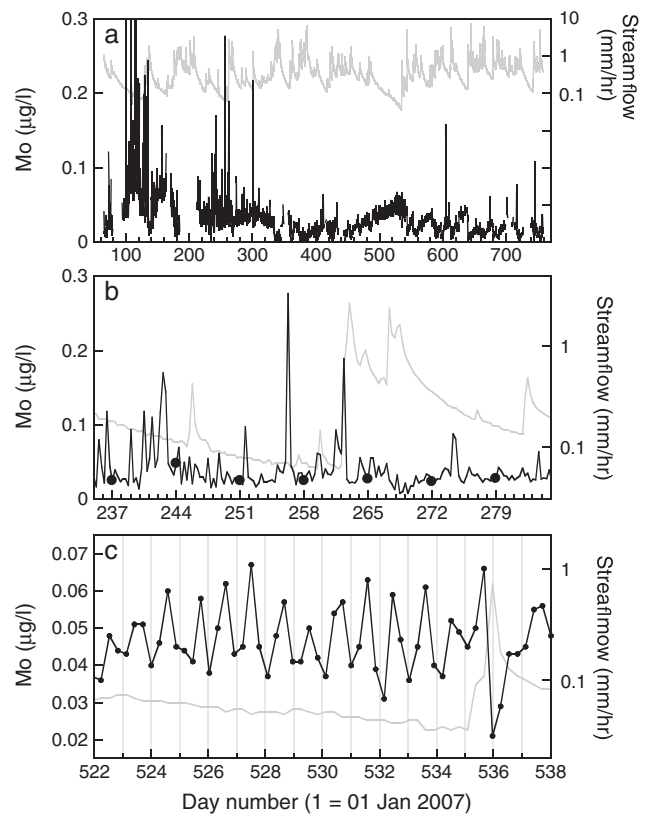 a
0.3
0.2
0.1
0
Mo (µg/l)
10
1
0.1
Streamflow
(mm/hr)
100 200 300 400 500 600 700
b
0.3
0.2
0.1
0
Mo (µg/l)
1
0.1
Streamflow (mm/hr)
237 244 251 258 265 272 279
c
0.07
0.06
0.05
0.04
0.03
0.02
Mo (µg/l)
1
0.1
Streaflmow (mm/hr)
522 524 526 528 530 532 534 536 538
Day number (1 = 01 Jan 2007)